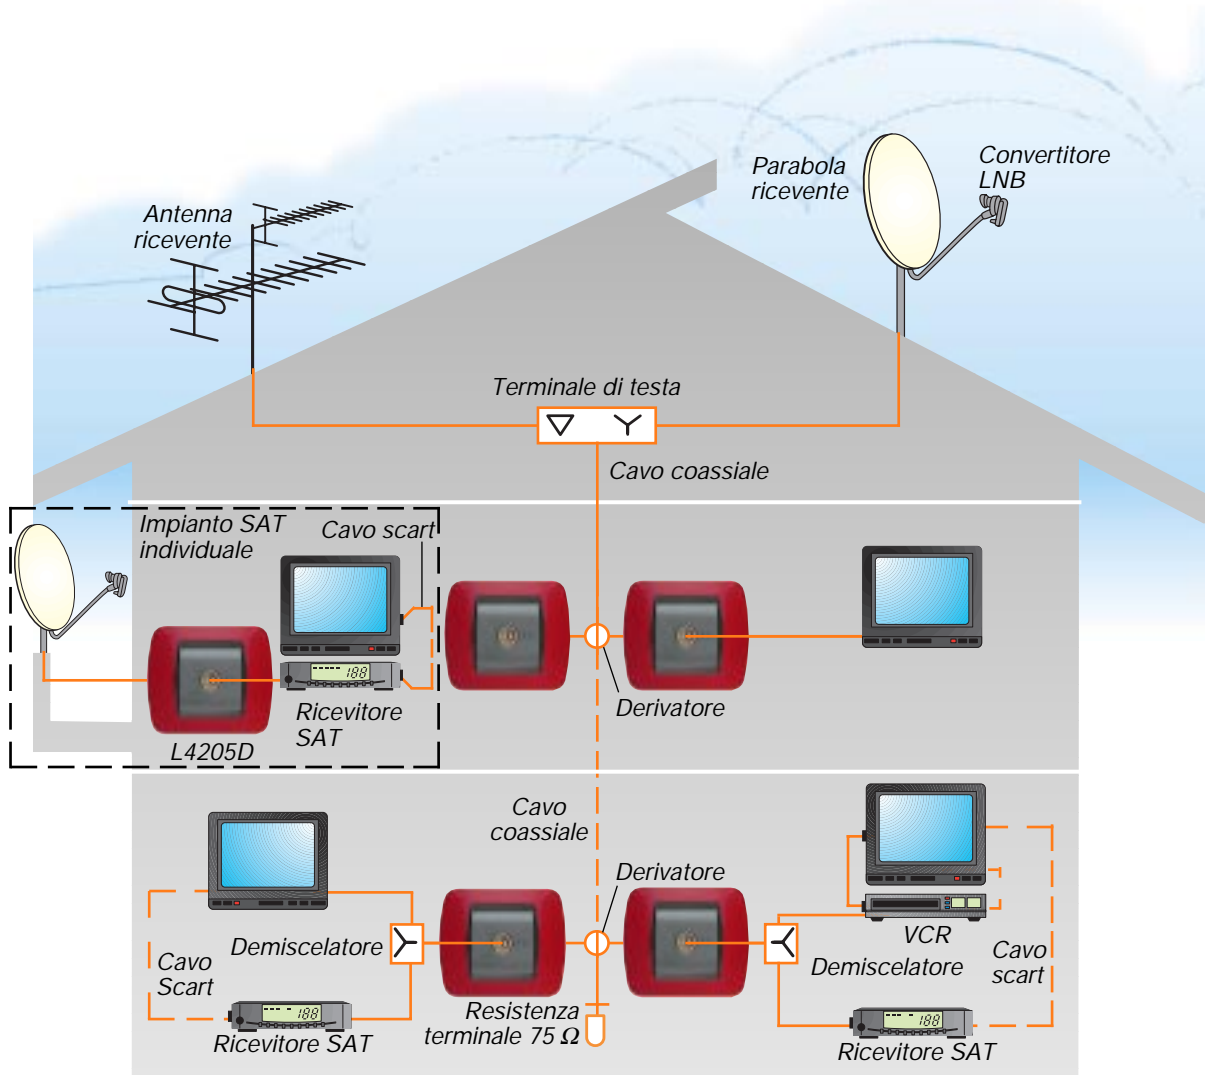 Parabola
ricevente
Convertitore
LNB
Antenna
ricevente
Terminale di testa
Cavo coassiale
Impianto SAT
individuale
Cavo scart
188
Ricevitore
SAT
L4205D
Derivatore
Cavo
coassiale
Derivatore
Demiscelatore
VCR
Demiscelatore
Cavo
scart
Cavo
Scart
188
Ricevitore SAT
Resistenza
terminale 75 Ω
188
Ricevitore SAT